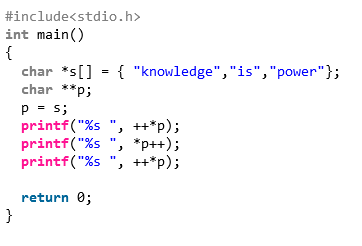 #include<stdio.h>
int main()
{
  char *s[] = { "knowledge","is","power"};
  char **p;
  p = s;
  printf("%s ", ++*p);
  printf("%s ", *p++);
  printf("%s ", ++*p);

  return 0;
}